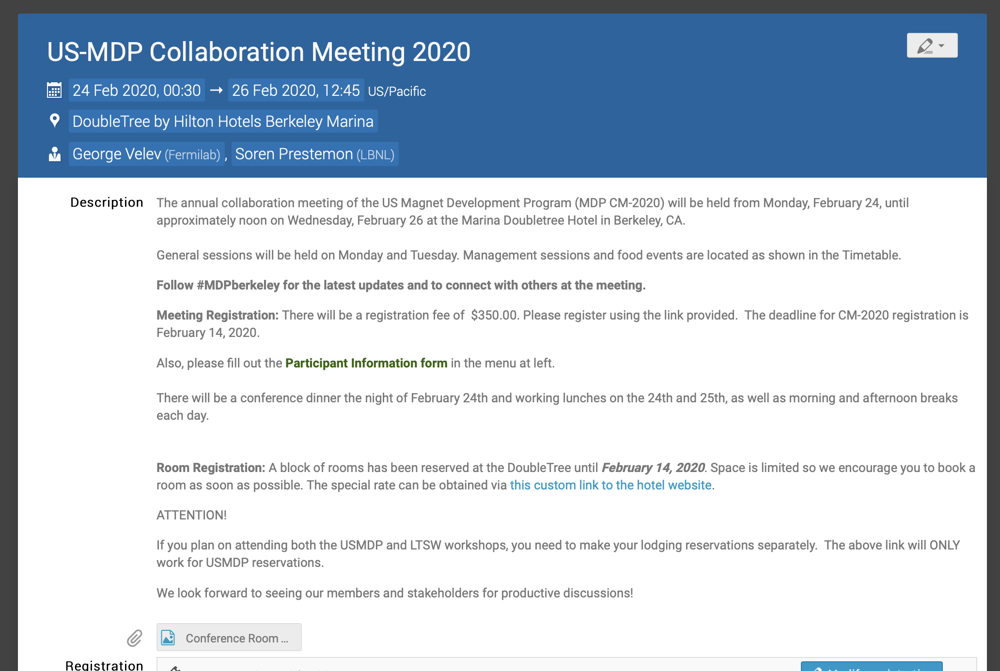 US-MDP Collaboration Meeting 2020
24 Feb 2020, 00:30 → 26 Feb 2020, 12:45 US/Pacific
DoubleTree by Hilton Hotels Berkeley Marina
George Velev (Fermilab) , Soren Prestemon (LBNL)
Description
The annual collaboration meeting of the US Magnet Development Program (MDP CM-2020) will be held from Monday, February 24, until
approximately noon on Wednesday, February 26 at the Marina Doubletree Hotel in Berkeley, CA.
General sessions will be held on Monday and Tuesday. Management sessions and food events are located as shown in the Timetable.
Follow #MDPberkeley for the latest updates and to connect with others at the meeting.
Meeting Registration: There will be a registration fee of  $350.00. Please register using the link provided.  The deadline for CM-2020 registration is
February 14, 2020.
Also, please fill out the Participant Information form in the menu at left.
There will be a conference dinner the night of February 24th and working lunches on the 24th and 25th, as well as morning and afternoon breaks
each day.
Room Registration: A block of rooms has been reserved at the DoubleTree until February 14, 2020. Space is limited so we encourage you to book a
room as soon as possible. The special rate can be obtained via this custom link to the hotel website.
ATTENTION!
If you plan on attending both the USMDP and LTSW workshops, you need to make your lodging reservations separately.  The above link will ONLY
work for USMDP reservations.
We look forward to seeing our members and stakeholders for productive discussions!
Conference Room ...
Registration